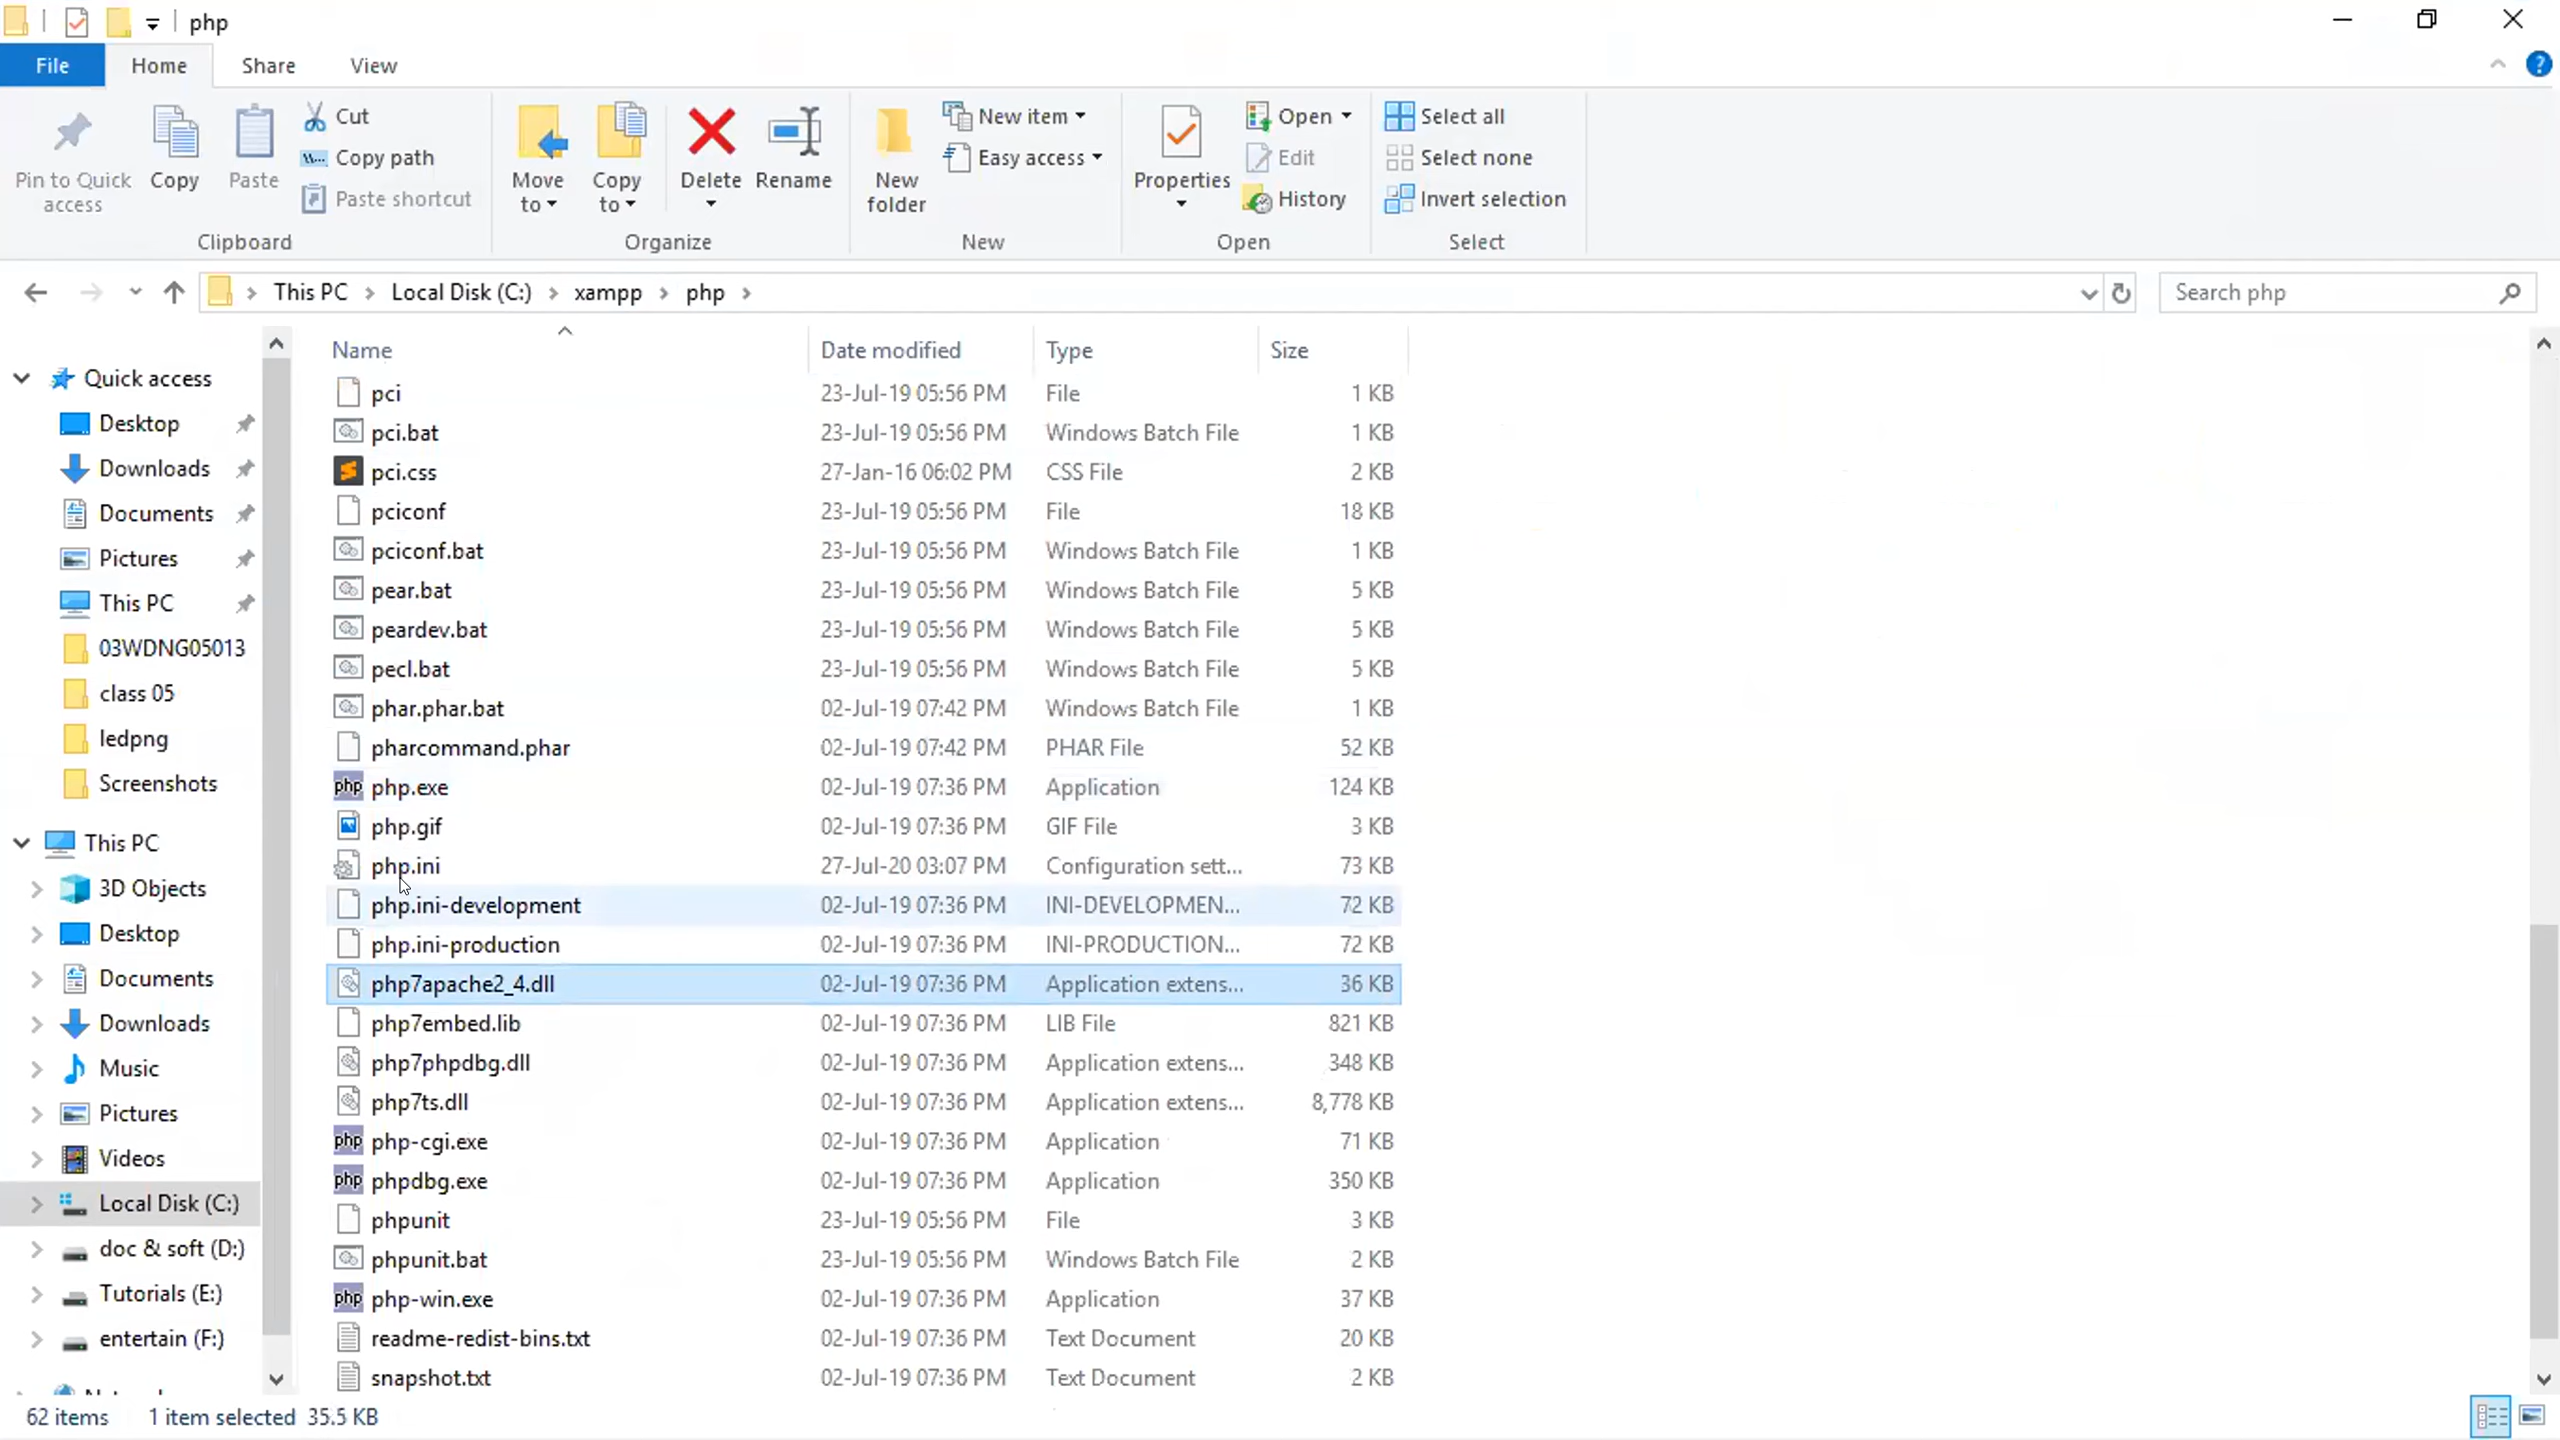 php
File Home Share View
Pin to Quick access
Copy
Paste
Cut
Copy path
Paste shortcut
Clipboard
Move to
Copy to
Delete
Rename
Organize
New folder
New item
Easy access
New
Properties
Open
Edit
History
Open
Select all
Select none
Invert selection
Select
This PC Local Disk (C:) xampp php
Search php
Quick access
Desktop
Downloads
Documents
Pictures
This PC
03WDNG05013
class 05
ledpng
Screenshots
This PC
3D Objects
Desktop
Documents
Downloads
Music
Pictures
Videos
Local Disk (C:)
doc & soft (D:)
Tutorials (E:)
entertain (F:)
Name Date modified Type Size
pci 23-Jul-19 05:56 PM File 1 KB
pci.bat 23-Jul-19 05:56 PM Windows Batch File 1 KB
pci.css 27-Jan-16 06:02 PM CSS File 2 KB
pciconf 23-Jul-19 05:56 PM File 18 KB
pciconf.bat 23-Jul-19 05:56 PM Windows Batch File 1 KB
pear.bat 23-Jul-19 05:56 PM Windows Batch File 5 KB
peardev.bat 23-Jul-19 05:56 PM Windows Batch File 5 KB
pecl.bat 23-Jul-19 05:56 PM Windows Batch File 5 KB
phar.phar.bat 02-Jul-19 07:42 PM Windows Batch File 1 KB
pharcommand.phar 02-Jul-19 07:42 PM PHAR File 52 KB
php php.exe 02-Jul-19 07:36 PM Application 124 KB
php.gif 02-Jul-19 07:36 PM GIF File 3 KB
php.ini 27-Jul-20 03:07 PM Configuration sett... 73 KB
php.ini-development 02-Jul-19 07:36 PM INI-DEVELOPMEN... 72 KB
php.ini-production 02-Jul-19 07:36 PM INI-PRODUCTION... 72 KB
php7apache2_4.dll 02-Jul-19 07:36 PM Application extens... 36 KB
php7embed.lib 02-Jul-19 07:36 PM LIB File 821 KB
php7phpdbg.dll 02-Jul-19 07:36 PM Application extens... 348 KB
php7ts.dll 02-Jul-19 07:36 PM Application extens... 8,778 KB
php php-cgi.exe 02-Jul-19 07:36 PM Application 71 KB
php phpdbg.exe 02-Jul-19 07:36 PM Application 350 KB
phpunit 23-Jul-19 05:56 PM File 3 KB
phpunit.bat 23-Jul-19 05:56 PM Windows Batch File 2 KB
php php-win.exe 02-Jul-19 07:36 PM Application 37 KB
readme-redist-bins.txt 02-Jul-19 07:36 PM Text Document 20 KB
snapshot.txt 02-Jul-19 07:36 PM Text Document 2 KB
62 items 1 item selected 35.5 KB